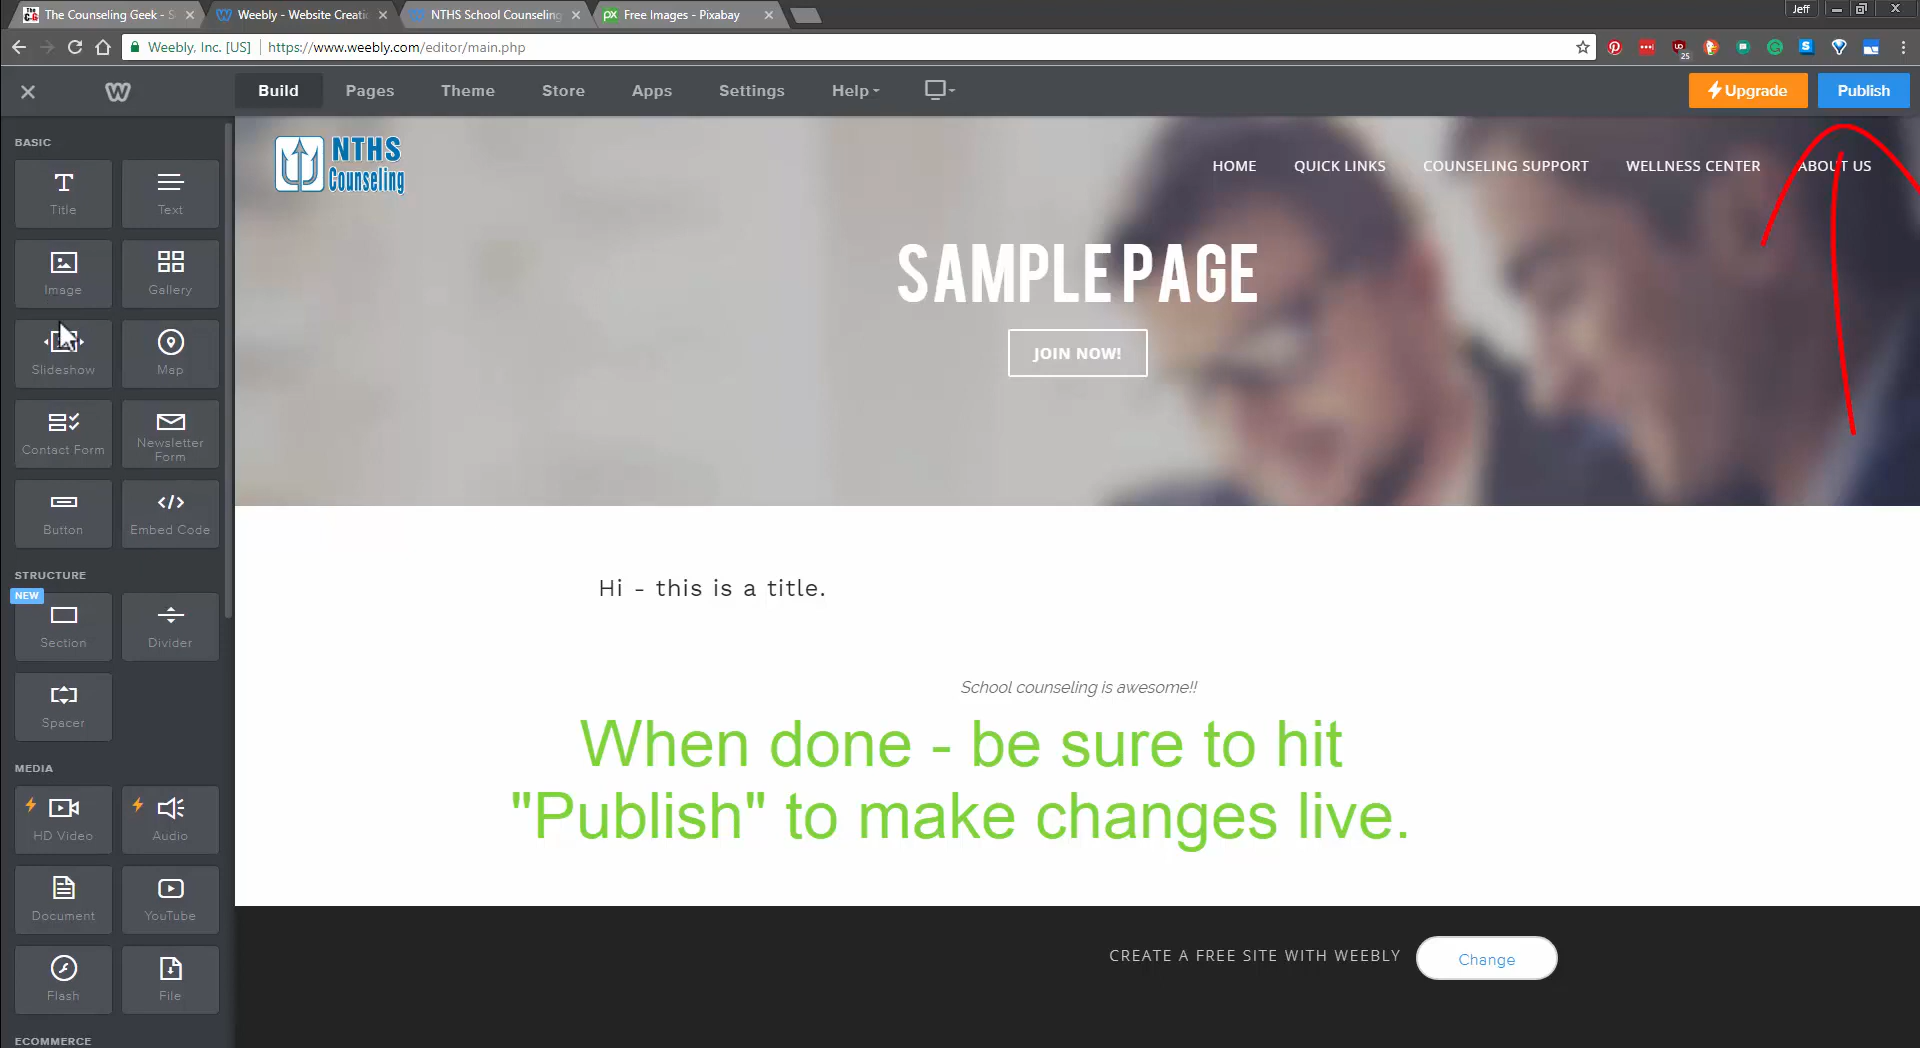 The Counseling Geek - S
Weebly - Website Creati
NTHS School Counseling
Free Images - Pixabay
Jeff
Weebly, Inc. [US]
https://www.weebly.com/editor/main.php
25
Build
Pages
Theme
Store
Apps
Settings
Help
Upgrade
Publish
BASIC
Title
Text
Image
Gallery
Slideshow
Map
Contact Form
Newsletter
Form
Button
Embed Code
STRUCTURE
NEW
Section
Divider
Spacer
MEDIA
HD Video
Audio
Document
YouTube
Flash
File
ECOMMERCE
NTHS
Counseling
HOME
QUICK LINKS
COUNSELING SUPPORT
WELLNESS CENTER
ABOUT US
SAMPLE PAGE
JOIN NOW!
Hi - this is a title.
School counseling is awesome!!
When done - be sure to hit
"Publish" to make changes live.
CREATE A FREE SITE WITH WEEBLY
Change